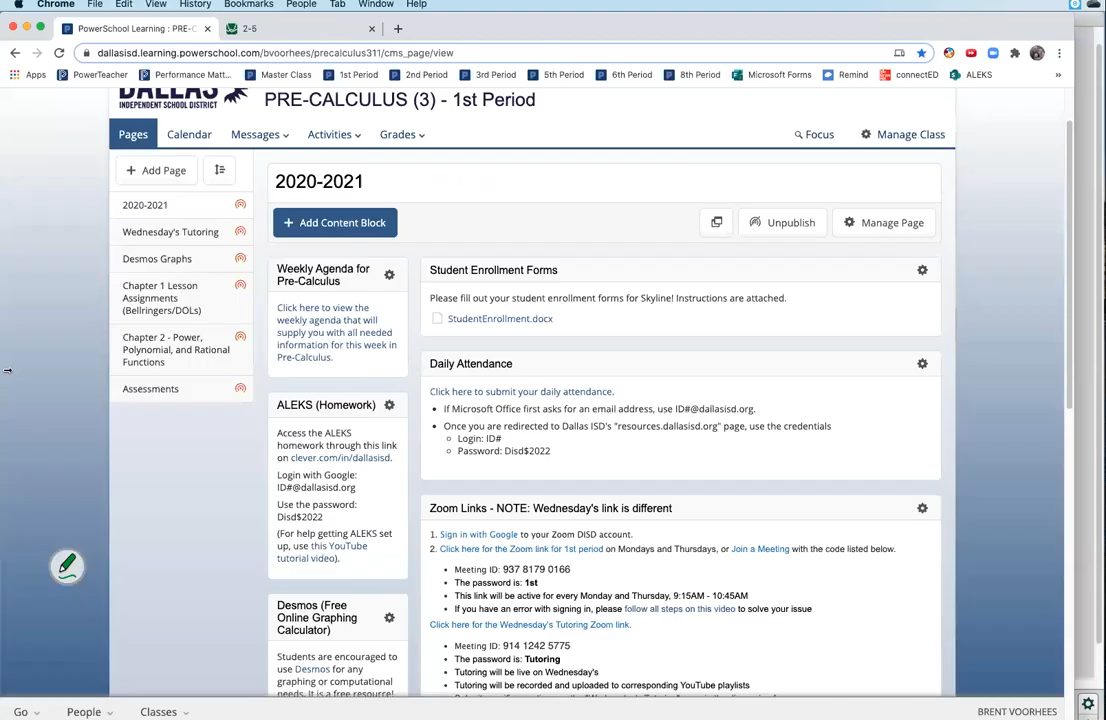 Chrome File Edit View History Bookmarks People Tab Window Help
PowerSchool Learning : PRE-C
2-5
dallasisd.learning.powerschool.com/bvoorhees/precalculus311/cms_page/view
Apps PowerTeacher Performance Matt... Master Class 1st Period 2nd Period 3rd Period 5th Period 6th Period 8th Period Microsoft Forms Remind connectED ALEKS »
DALLAS
INDEPENDENT SCHOOL DISTRICT
PRE-CALCULUS (3) - 1st Period
Pages Calendar Messages Activities Grades Focus Manage Class
+ Add Page
2020-2021
Wednesday's Tutoring
Desmos Graphs
Chapter 1 Lesson
Assignments
(Bellringers/DOLs)
Chapter 2 - Power,
Polynomial, and Rational
Functions
Assessments
2020-2021
+ Add Content Block
Unpublish
Manage Page
Weekly Agenda for
Pre-Calculus
Click here to view the
weekly agenda that will
supply you with all needed
information for this week in
Pre-Calculus.
ALEKS (Homework)
Access the ALEKS
homework through this link
on clever.com/in/dallasisd.
Login with Google:
ID#@dallasisd.org
Use the password:
Disd$2022
(For help getting ALEKS set
up, use this YouTube
tutorial video).
Desmos (Free
Online Graphing
Calculator)
Students are encouraged to
use Desmos for any
graphing or computational
needs. It is a free resource!
Student Enrollment Forms
Please fill out your student enrollment forms for Skyline! Instructions are attached.
StudentEnrollment.docx
Daily Attendance
Click here to submit your daily attendance.
• If Microsoft Office first asks for an email address, use ID#@dallasisd.org.
• Once you are redirected to Dallas ISD's "resources.dallasisd.org" page, use the credentials
○ Login: ID#
○ Password: Disd$2022
Zoom Links - NOTE: Wednesday's link is different
1. Sign in with Google to your Zoom DISD account.
2. Click here for the Zoom link for 1st period on Mondays and Thursdays, or Join a Meeting with the code listed below.
• Meeting ID: 937 8179 0166
• The password is: 1st
• This link will be active for every Monday and Thursday, 9:15AM - 10:45AM
• If you have an error with signing in, please follow all steps on this video to solve your issue
Click here for the Wednesday's Tutoring Zoom link.
• Meeting ID: 914 1242 5775
• The password is: Tutoring
• Tutoring will be live on Wednesday's
• Tutoring will be recorded and uploaded to corresponding YouTube playlists
Go People Classes BRENT VOORHEES